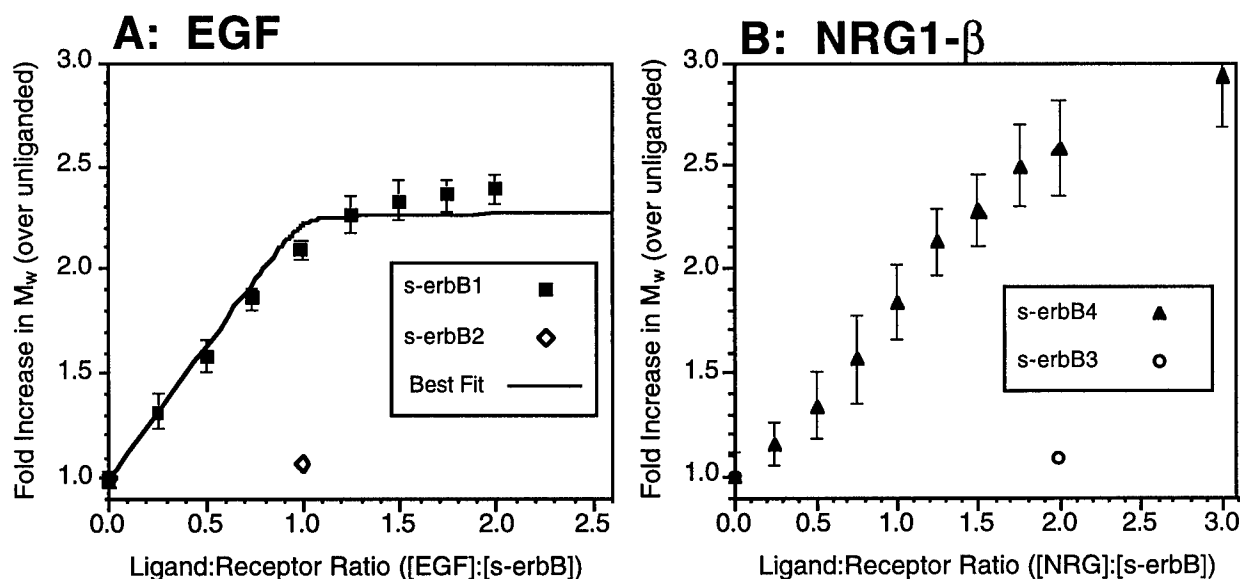 A: EGF
Fold Increase in Mw (over unliganded)
3.0
2.5
2.0
1.5
1.0
s-erbB1
s-erbB2
Best Fit
0.0 0.5 1.0 1.5 2.0 2.5
Ligand:Receptor Ratio ([EGF]:[s-erbB])
B: NRG1-β
Fold Increase in Mw (over unliganded)
3.0
2.5
2.0
1.5
1.0
s-erbB4
s-erbB3
0.0 0.5 1.0 1.5 2.0 2.5 3.0
Ligand:Receptor Ratio ([NRG]:[s-erbB])